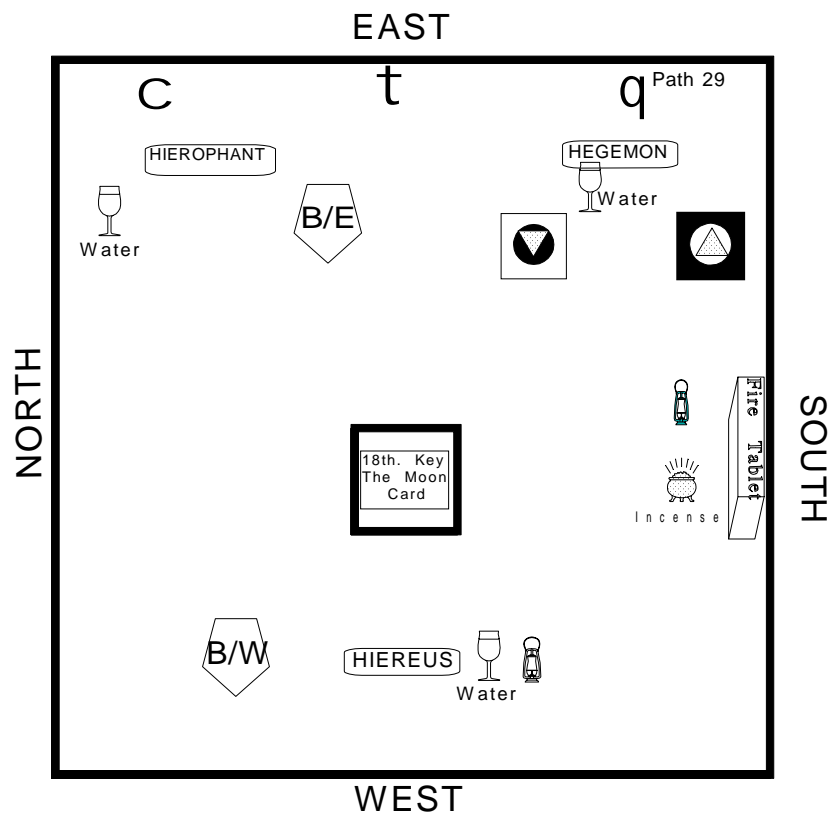 EAST
c t q Path 29
HIEROPHANT
HEGEMON
Water
B/E
Water
NORTH
SOUTH
Fire Tablet
18th. Key
The Moon
Card
Incense
B/W
HIEREUS
Water
WEST